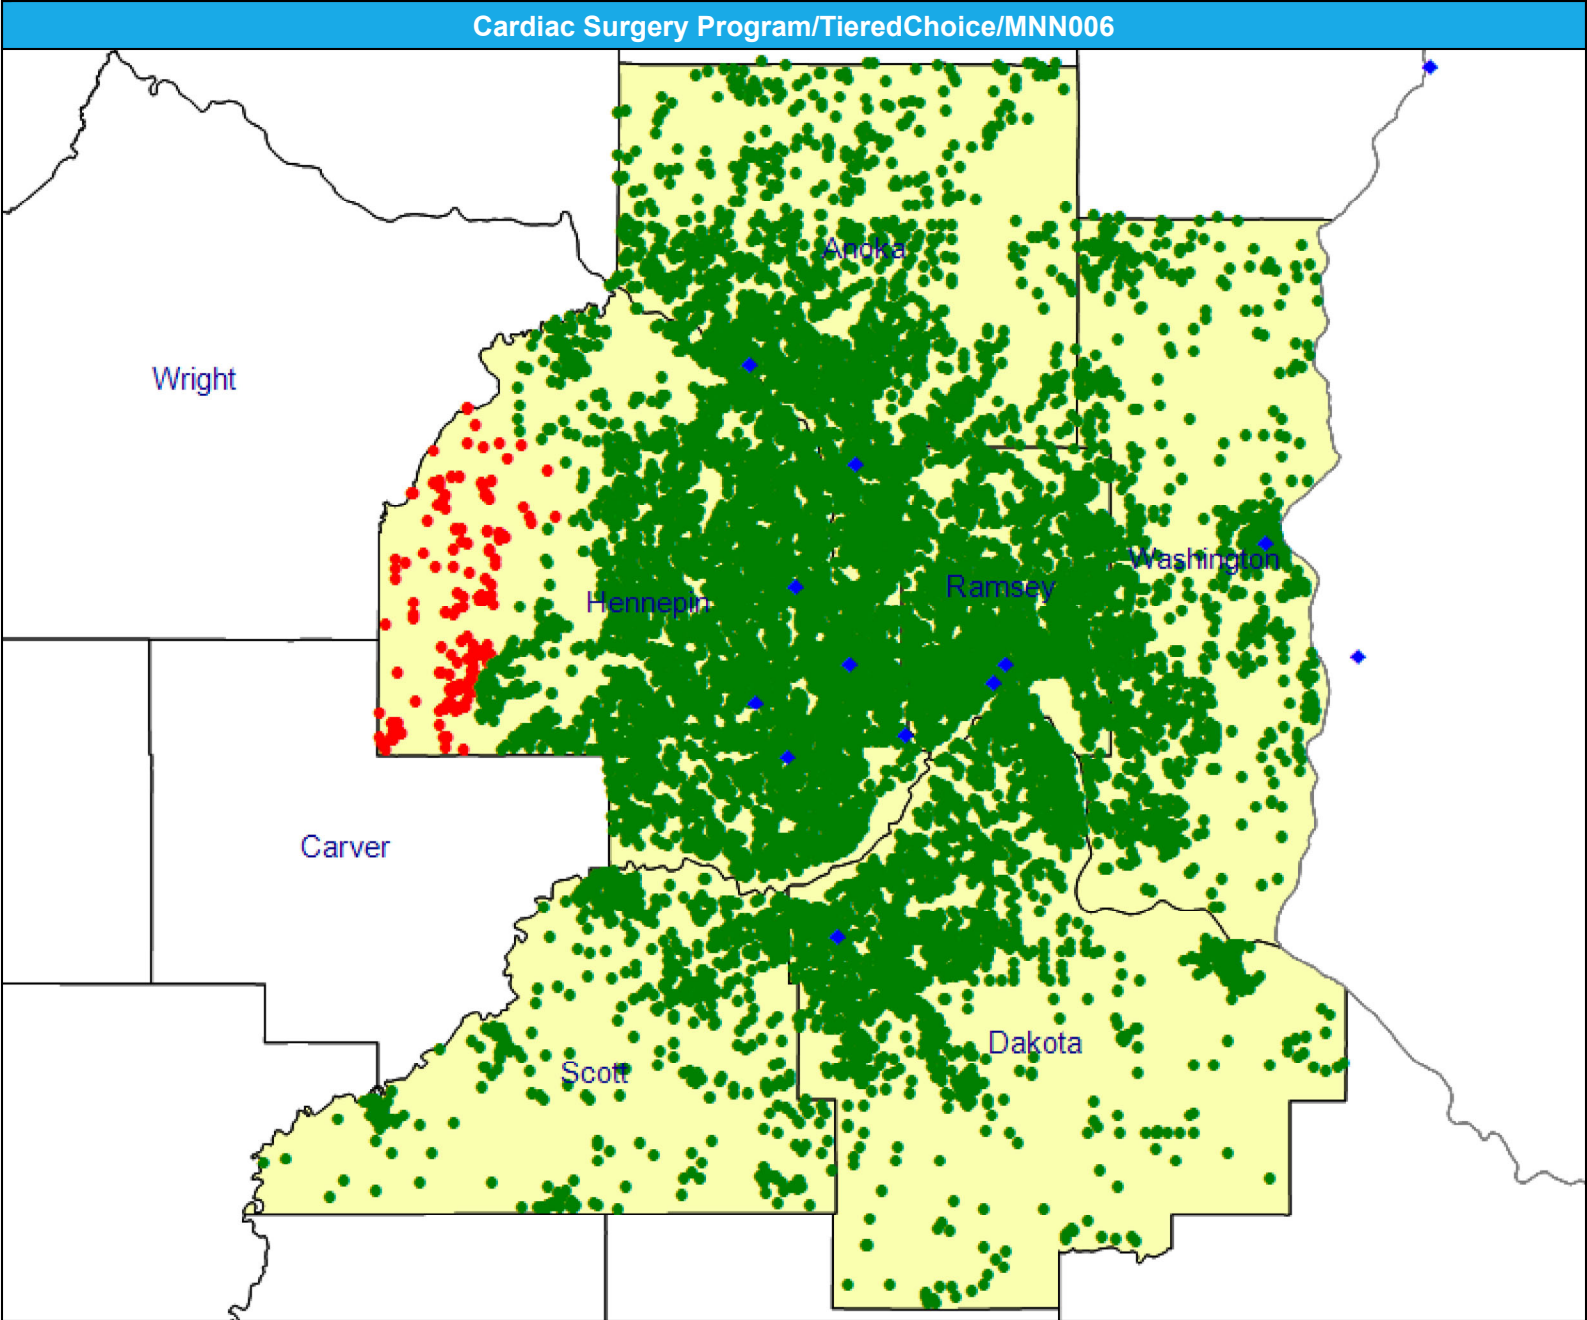 Cardiac Surgery Program/TieredChoice/MNN006
Anoka
Wright
Washington
Ramsey
Hennepin
Carver
Dakota
Scott